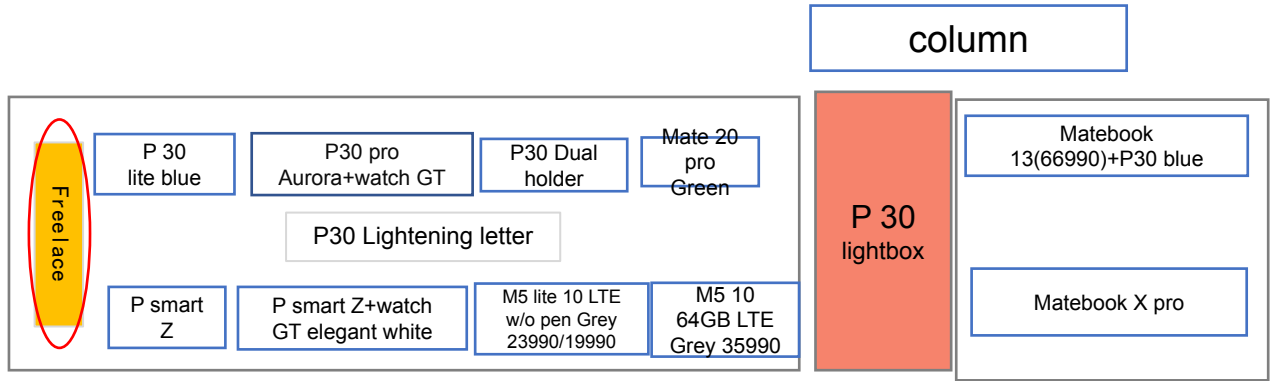 column
P 30
lite blue
P30 pro
Aurora+watch GT
P30 Dual
holder
Mate 20
pro
Green
Freelace
P30 Lightening letter
P smart
Z
P smart Z+watch
GT elegant white
M5 lite 10 LTE
w/o pen Grey
23990/19990
M5 10
64GB LTE
Grey 35990
P 30
lightbox
Matebook
13(66990)+P30 blue
Matebook X pro